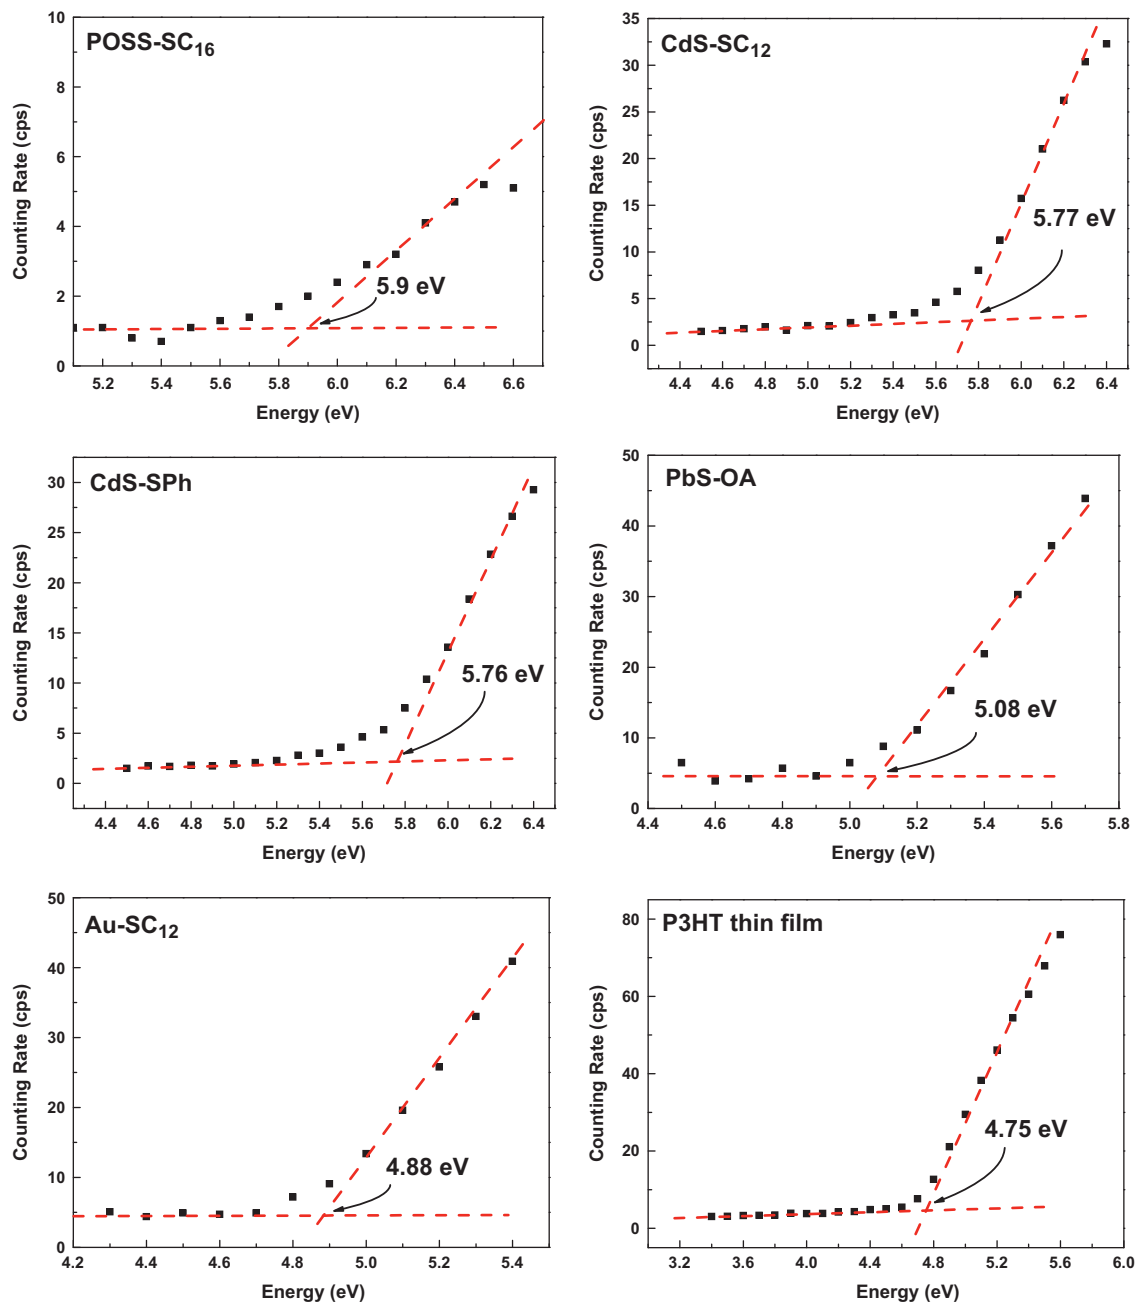 POSS-SC16
Counting Rate (cps)
10
8
6
4
2
0
5.9 eV
5.2 5.4 5.6 5.8 6.0 6.2 6.4 6.6
Energy (eV)
CdS-SC12
Counting Rate (cps)
35
30
25
20
15
10
5
0
5.77 eV
4.4 4.6 4.8 5.0 5.2 5.4 5.6 5.8 6.0 6.2 6.4
Energy (eV)
CdS-SPh
Counting Rate (cps)
30
25
20
15
10
5
0
5.76 eV
4.4 4.6 4.8 5.0 5.2 5.4 5.6 5.8 6.0 6.2 6.4
Energy (eV)
PbS-OA
Counting Rate (cps)
50
40
30
20
10
0
5.08 eV
4.4 4.6 4.8 5.0 5.2 5.4 5.6 5.8
Energy (eV)
Au-SC12
Counting Rate (cps)
50
40
30
20
10
0
4.88 eV
4.2 4.4 4.6 4.8 5.0 5.2 5.4
Energy (eV)
P3HT thin film
Counting Rate (cps)
80
60
40
20
0
4.75 eV
3.2 3.6 4.0 4.4 4.8 5.2 5.6 6.0
Energy (eV)